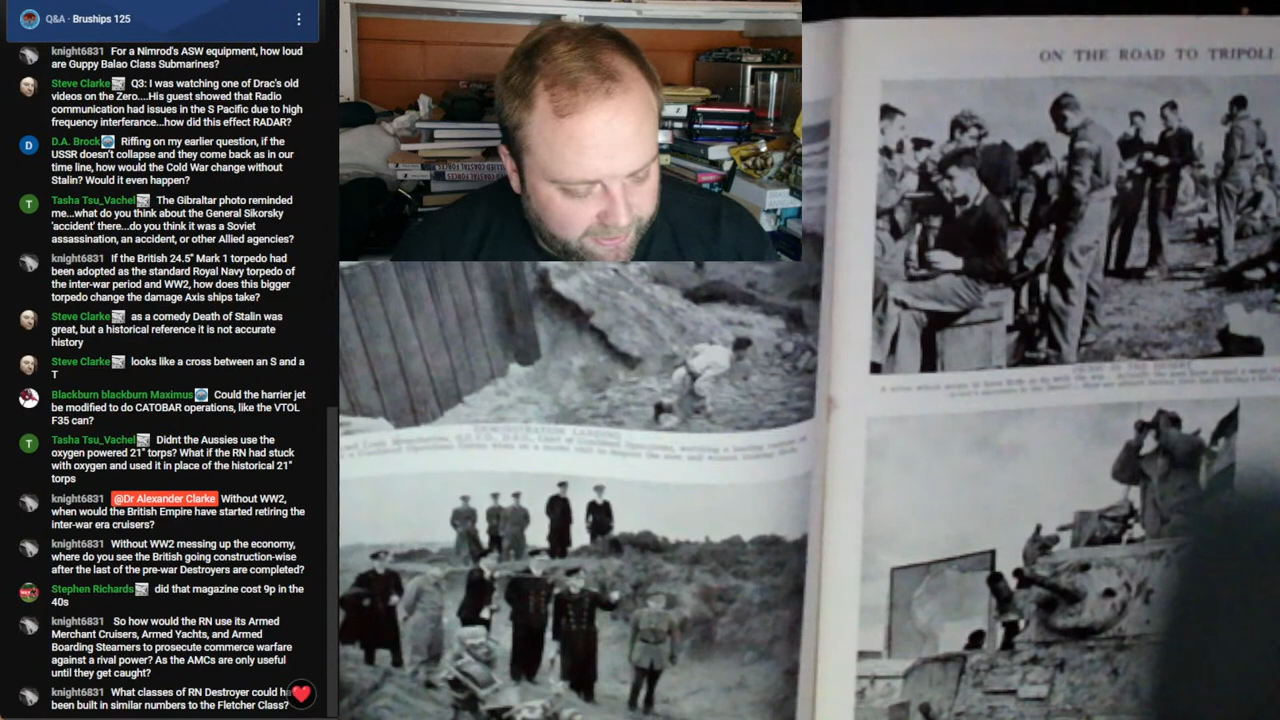 Q&A · Bruships 125
knight6831 For a Nimrod's ASW equipment, how loud
are Guppy Balao Class Submarines?
Steve Clarke Q3: I was watching one of Drac's old
videos on the Zero....His guest showed that Radio
communication had issues in the S Pacific due to high
frequency interferance...how did this effect RADAR?
D.A. Brock Riffing on my earlier question, if the
USSR doesn't collapse and they come back as in our
time line, how would the Cold War change without
Stalin? Would it even happen?
Tasha Tsu_Vachel The Gibraltar photo reminded
me...what do you think about the General Sikorsky
'accident' there...do you think it was a Soviet
assassination, an accident, or other Allied agencies?
knight6831 If the British 24.5" Mark 1 torpedo had
been adopted as the standard Royal Navy torpedo of
the inter-war period and WW2, how does this bigger
torpedo change the damage Axis ships take?
Steve Clarke as a comedy Death of Stalin was
great, but a historical reference it is not accurate
history
Steve Clarke looks like a cross between an S and a
T
Blackburn blackburn Maximus Could the harrier jet
be modified to do CATOBAR operations, like the VTOL
F35 can?
Tasha Tsu_Vachel Didnt the Aussies use the
oxygen powered 21" torps? What if the RN had stuck
with oxygen and used it in place of the historical 21"
torps
knight6831 @Dr Alexander Clarke Without WW2,
when would the British Empire have started retiring the
inter-war era cruisers?
knight6831 Without WW2 messing up the economy,
where do you see the British going construction-wise
after the last of the pre-war Destroyers are completed?
Stephen Richards did that magazine cost 9p in the
40s
knight6831 So how would the RN use its Armed
Merchant Cruisers, Armed Yachts, and Armed
Boarding Steamers to prosecute commerce warfare
against a rival power? As the AMCs are only useful
until they get caught?
knight6831 What classes of RN Destroyer could
been built in similar numbers to the Fletcher Class?
COASTAL FORCES
ON THE ROAD TO TRIPOLI